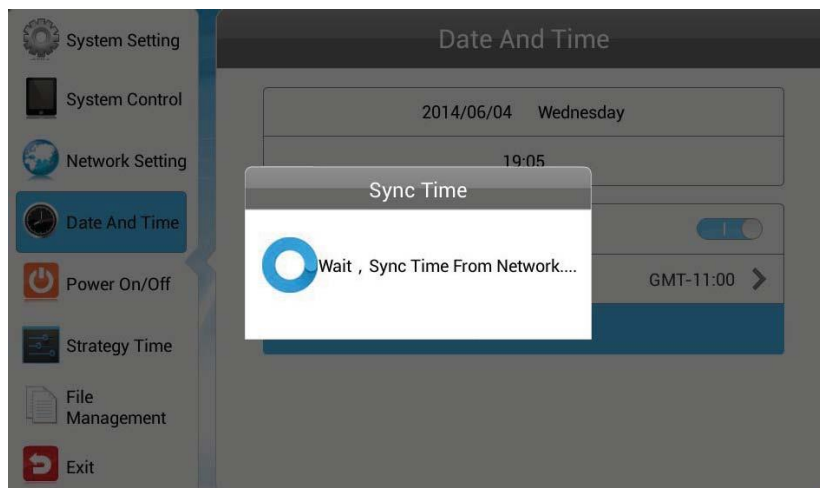 System Setting
System Control
Network Setting
Date And Time
Power On/Off
Strategy Time
File
Management
Exit
Date And Time
2014/06/04 Wednesday
19:05
Sync Time
Wait , Sync Time From Network....
GMT-11:00